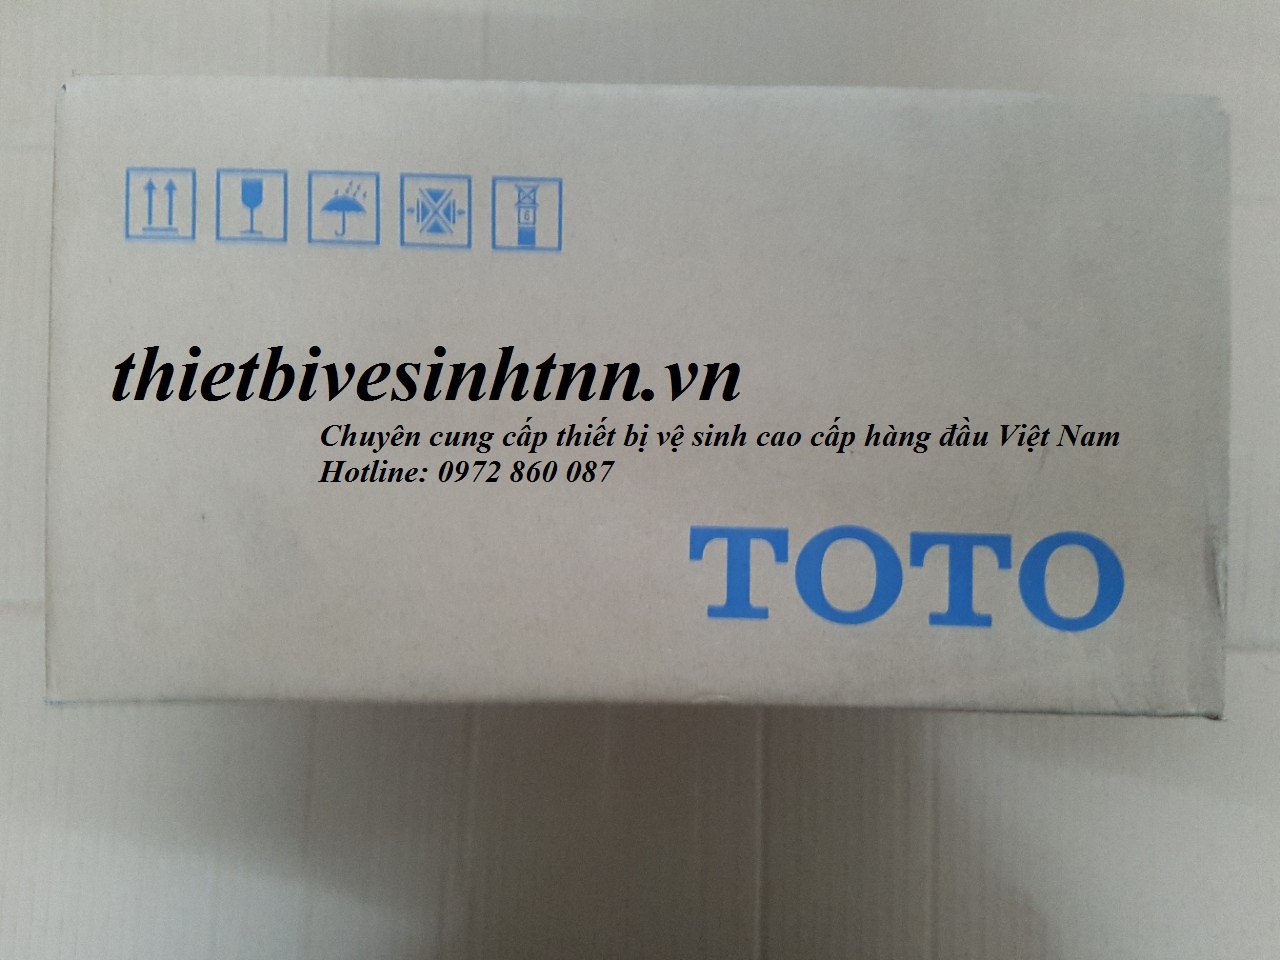 6
thietbivesinhtnn.vn
Chuyên cung cấp thiết bị vệ sinh cao cấp hàng đầu Việt Nam
Hotline: 0972 860 087
TOTO